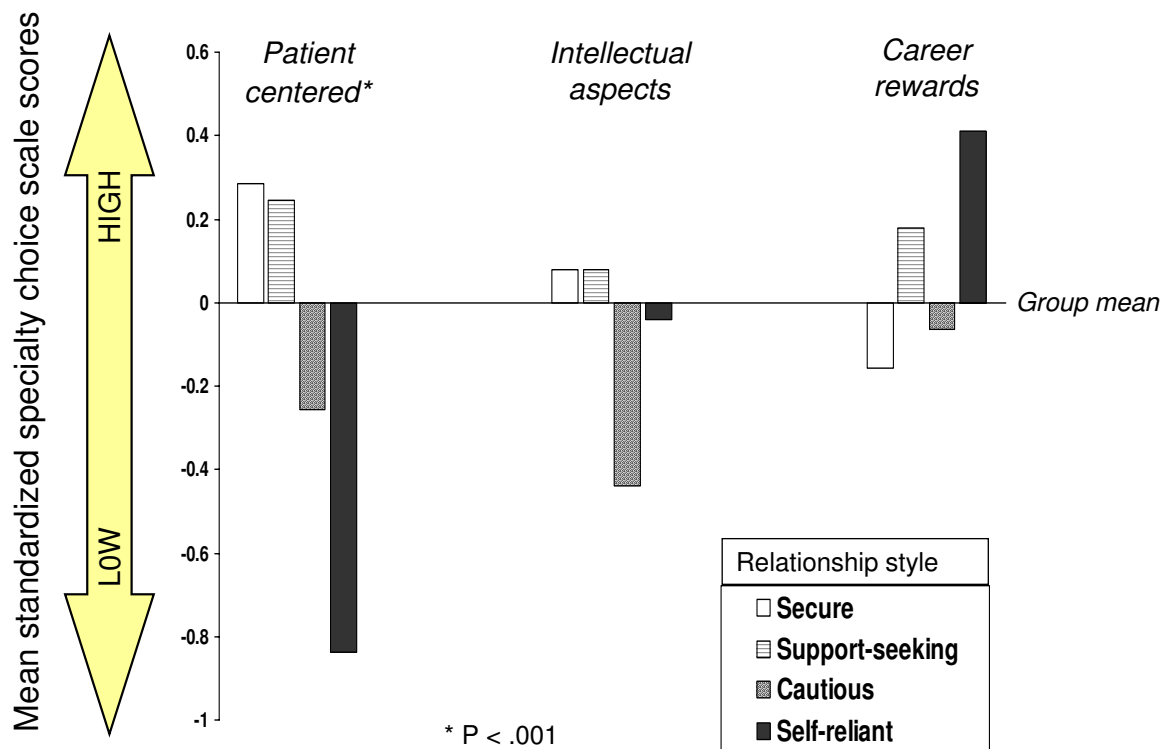 Mean standardized specialty choice scale scores
HIGH
L0W
0.6
0.4
0.2
0
-0.2
-0.4
-0.6
-0.8
-1
Patient
centered*
Intellectual
aspects
Career
rewards
Group mean
Relationship style
Secure
Support-seeking
Cautious
Self-reliant
* P < .001